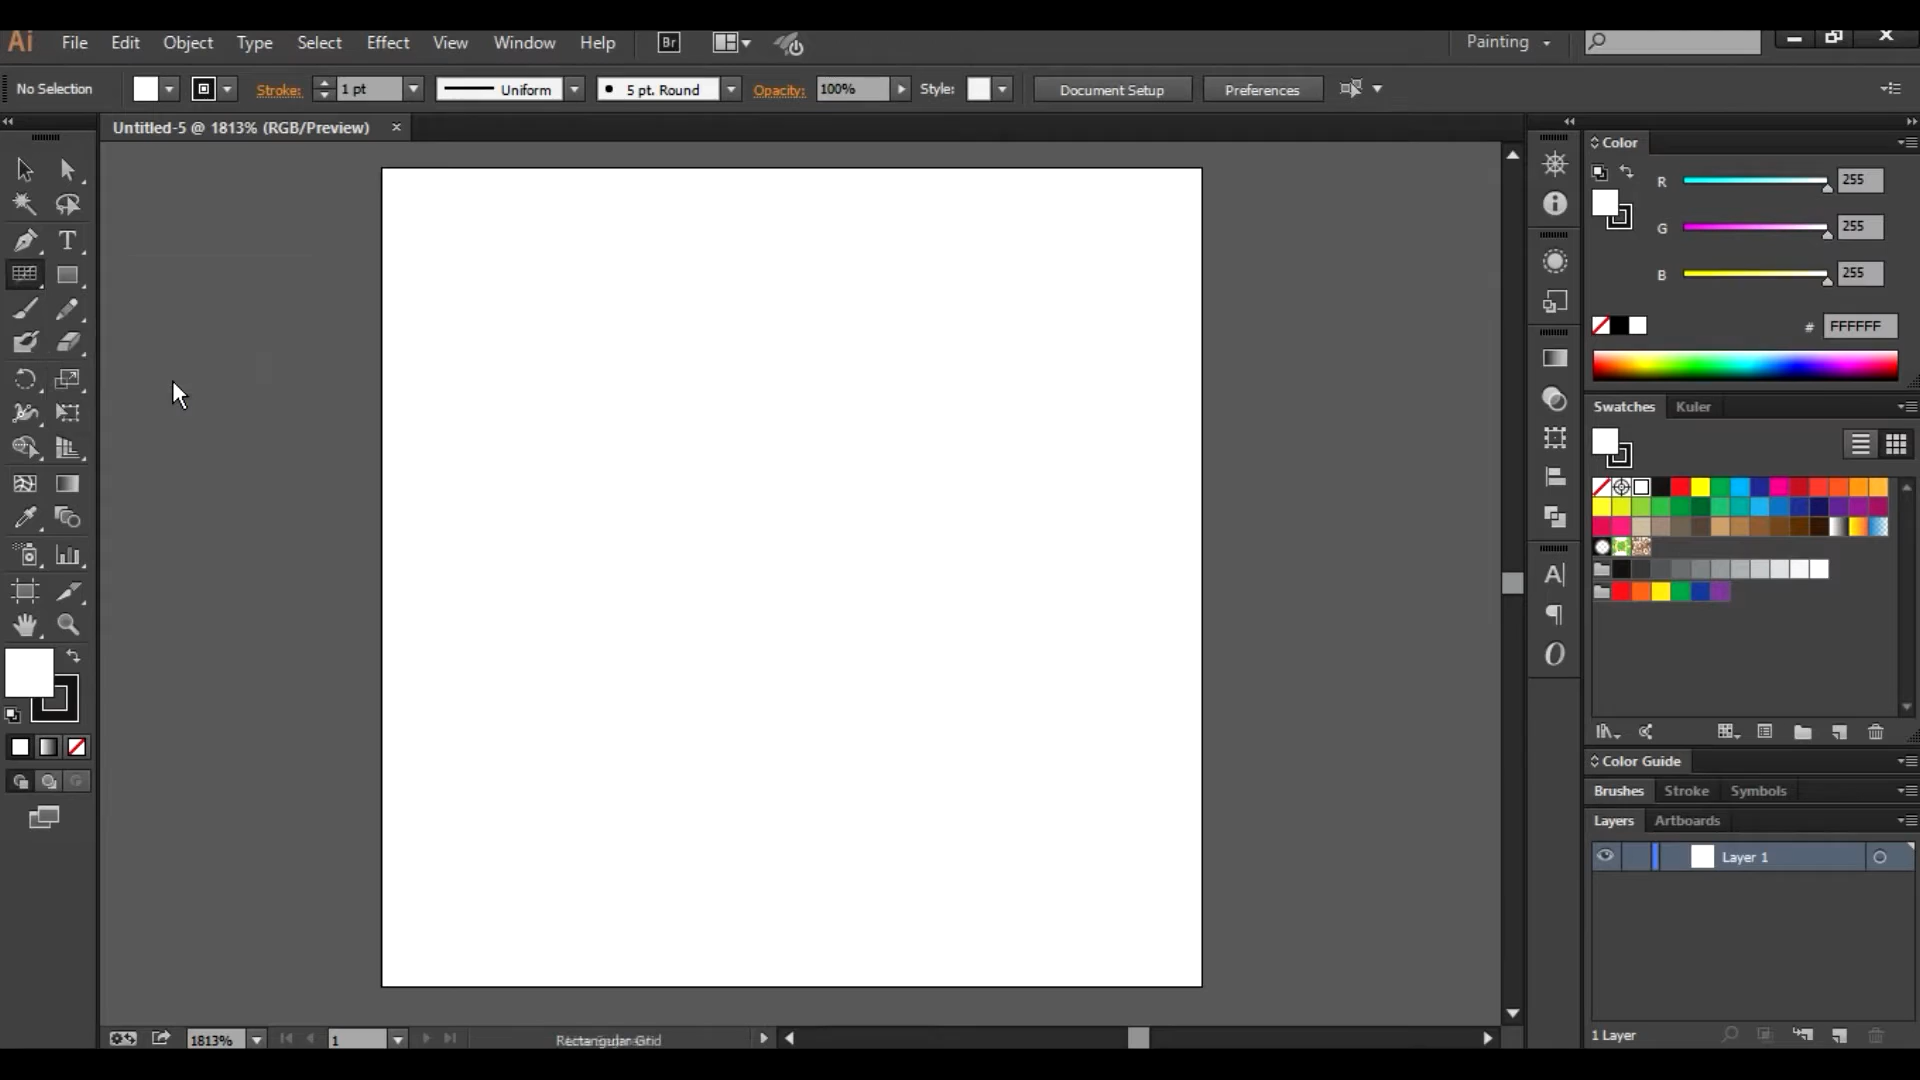 Ai File Edit Object Type Select Effect View Window Help Br Painting
No Selection Stroke: 1 pt Uniform 5 pt. Round Opacity: 100% Style: Document Setup Preferences
Untitled-5 @ 1813% (RGB/Preview)
Color
R 255
G 255
B 255
# FFFFFF
Swatches Kuler
Color Guide
Brushes Stroke Symbols
Layers Artboards
Layer 1
1 Layer
1813% 1 Rectangular Grid